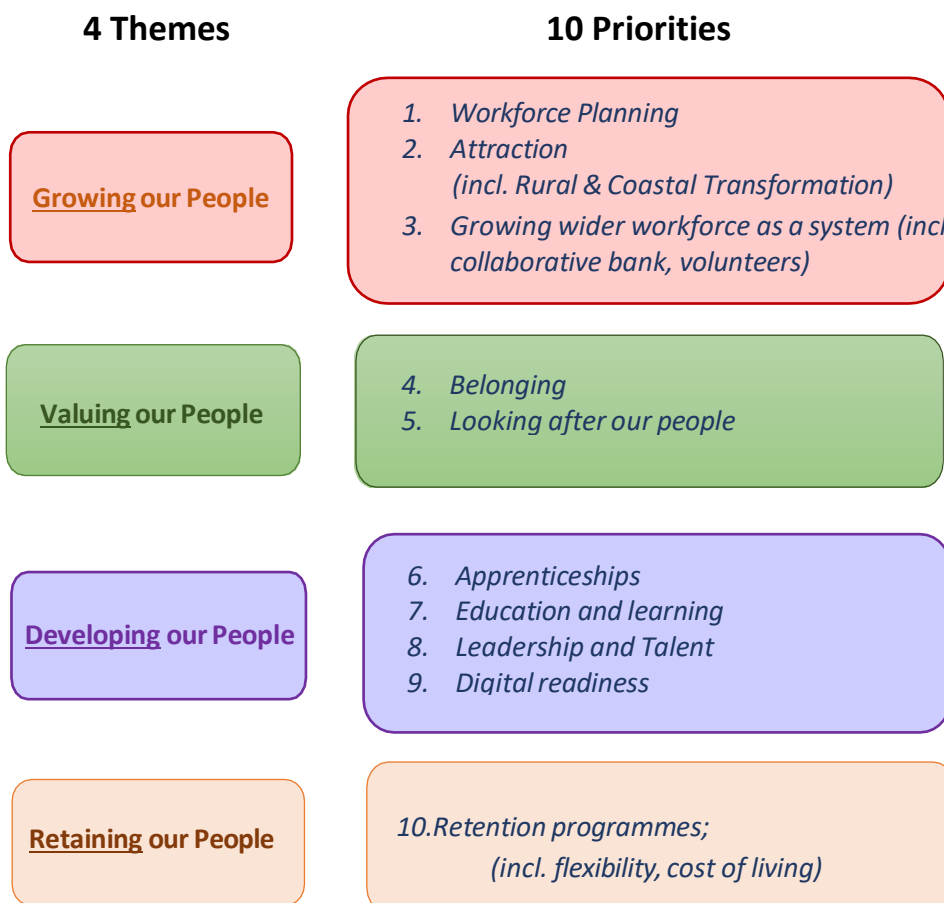 4 Themes
10 Priorities
Growing our People
1. Workforce Planning
2. Attraction
(incl. Rural & Coastal Transformation)
3. Growing wider workforce as a system (incl
collaborative bank, volunteers)
Valuing our People
4. Belonging
5. Looking after our people
Developing our People
6. Apprenticeships
7. Education and learning
8. Leadership and Talent
9. Digital readiness
Retaining our People
10.Retention programmes;
(incl. flexibility, cost of living)